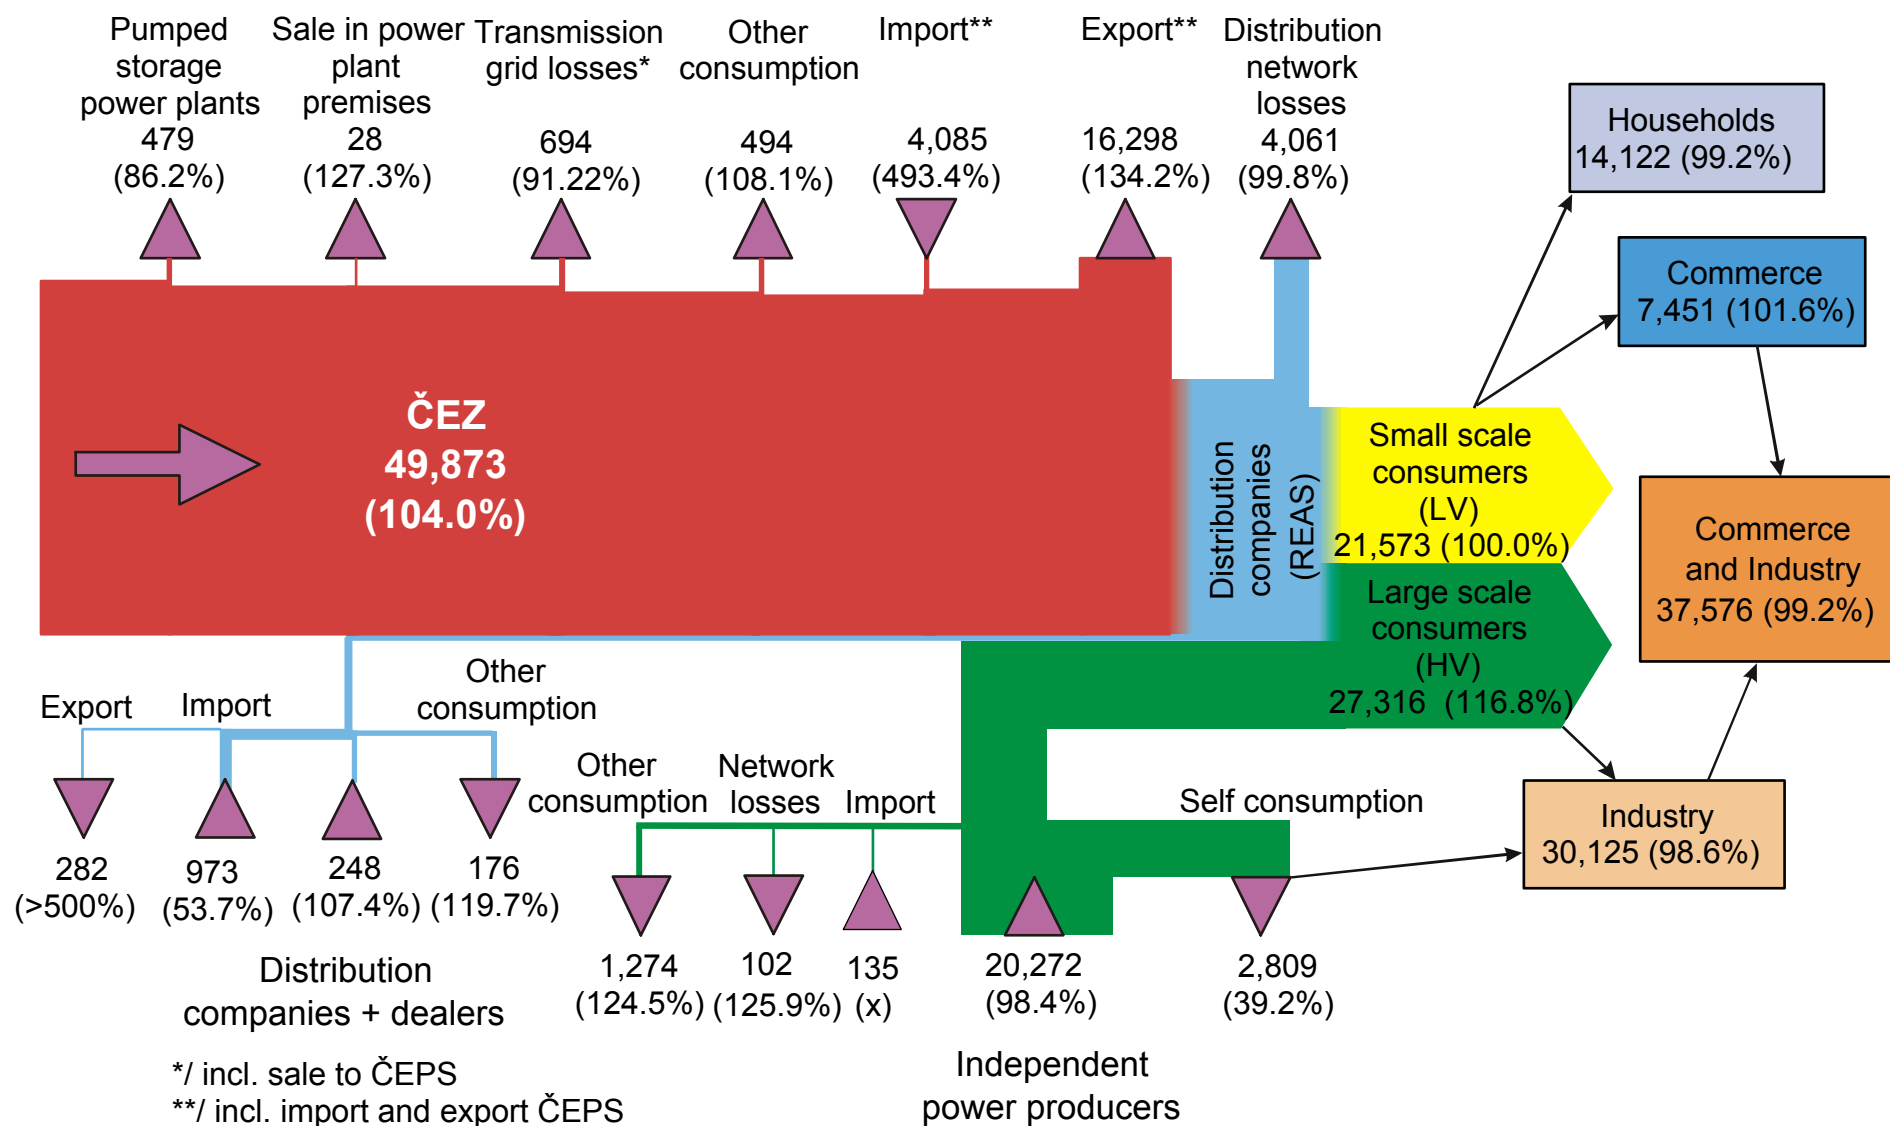 Pumped
storage
power plants
479
(86.2%)
Sale in power
plant
premises
28
(127.3%)
Transmission
grid losses*
694
(91.22%)
Other
consumption
494
(108.1%)
Import**
4,085
(493.4%)
Export**
16,298
(134.2%)
Distribution
network
losses
4,061
(99.8%)
Households
14,122 (99.2%)
Commerce
7,451 (101.6%)
ČEZ
49,873
(104.0%)
Distribution
companies
(REAS)
Small scale
consumers
(LV)
21,573 (100.0%)
Large scale
consumers
(HV)
27,316 (116.8%)
Commerce
and Industry
37,576 (99.2%)
Industry
30,125 (98.6%)
Export
Import
Other
consumption
282
(>500%)
973
(53.7%)
248
(107.4%)
176
(119.7%)
Distribution
companies + dealers
Other
consumption
Network
losses
Import
Self consumption
1,274
(124.5%)
102
(125.9%)
135
(x)
20,272
(98.4%)
2,809
(39.2%)
Independent
power producers
*/ incl. sale to ČEPS
**/ incl. import and export ČEPS